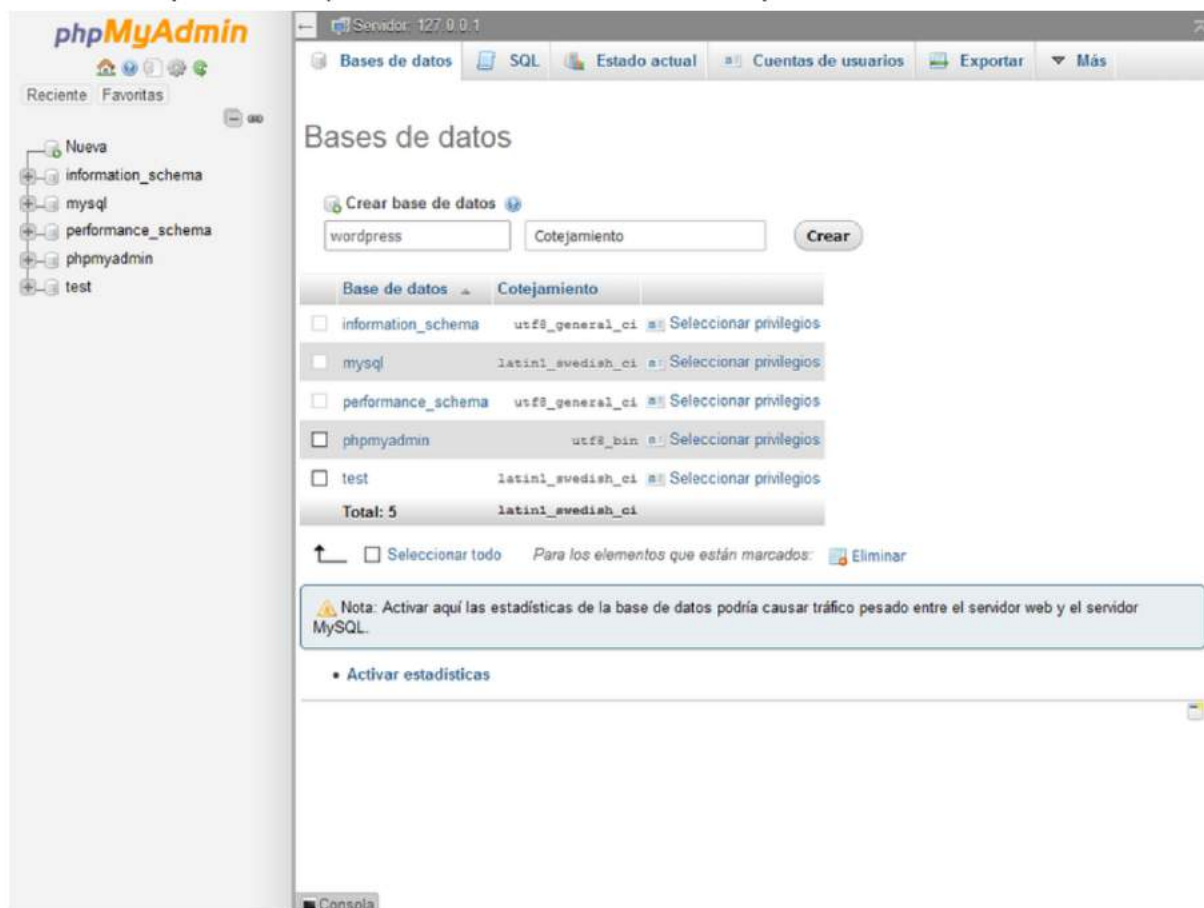 phpMyAdmin
Reciente Favoritas
Nueva
information_schema
mysql
performance_schema
phpmyadmin
test
Servidor: 127.0.0.1
Bases de datos SQL Estado actual Cuentas de usuarios Exportar Más
Bases de datos
Crear base de datos
wordpress Cotejamiento Crear
Base de datos Cotejamiento
information_schema utf8_general_ci Seleccionar privilegios
mysql latin1_swedish_ci Seleccionar privilegios
performance_schema utf8_general_ci Seleccionar privilegios
phpmyadmin utf8_bin Seleccionar privilegios
test latin1_swedish_ci Seleccionar privilegios
Total: 5 latin1_swedish_ci
Seleccionar todo Para los elementos que están marcados: Eliminar
Nota: Activar aquí las estadísticas de la base de datos podría causar tráfico pesado entre el servidor web y el servidor
MySQL.
• Activar estadísticas
Consola